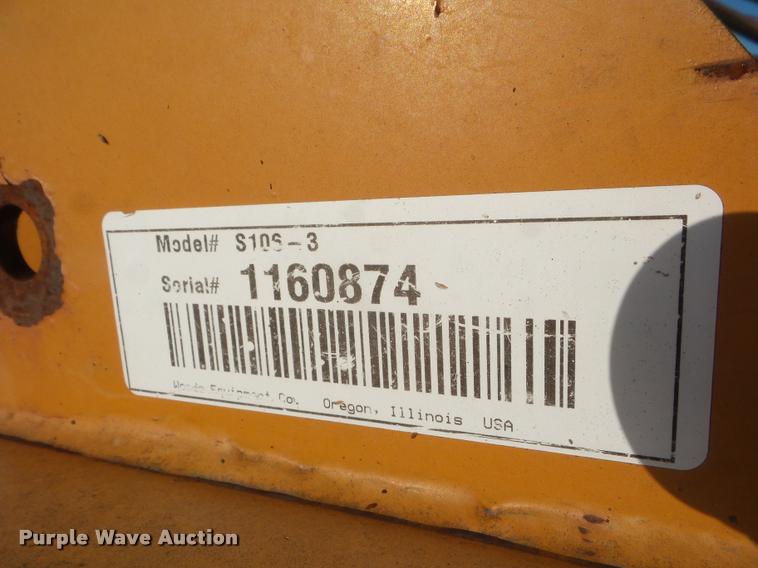 Model# S106-3
Serial# 1160874
Woods Equipment Co. Oregon, Illinois USA
Purple Wave Auction®